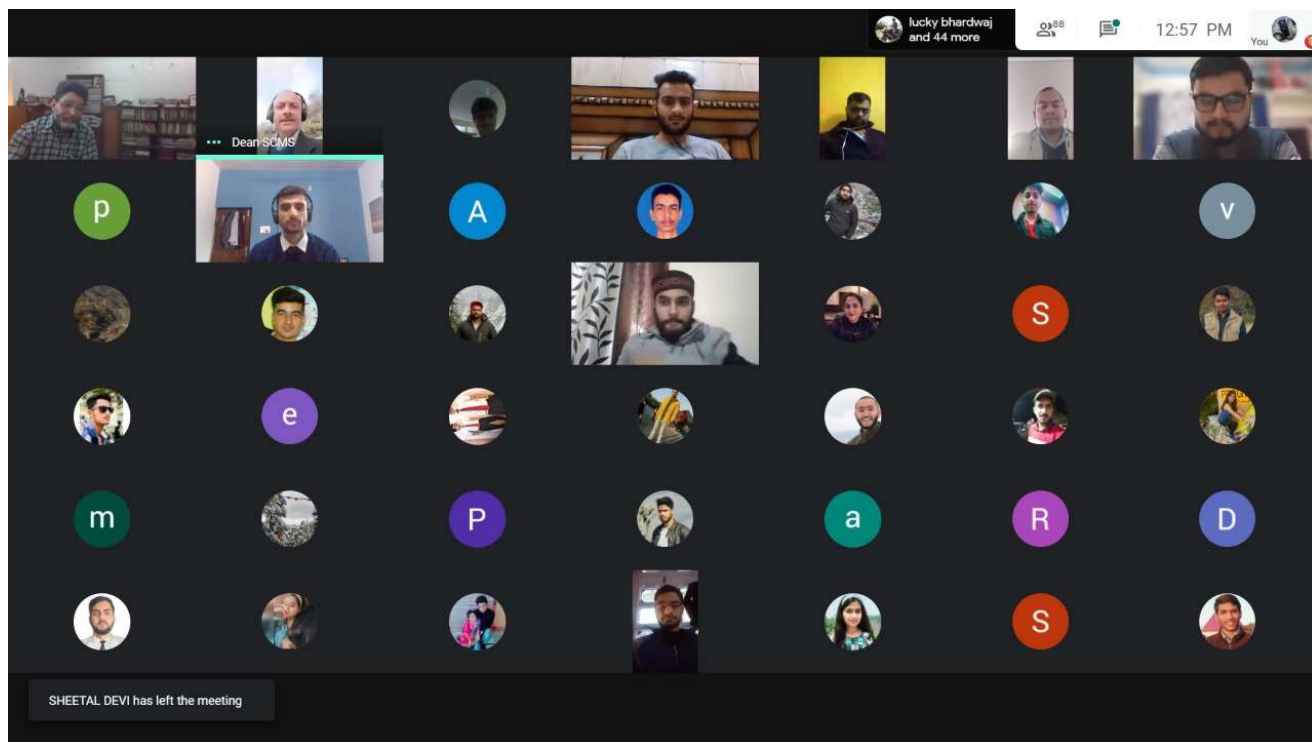 lucky bhardwaj
and 44 more
88
12:57 PM
You
Dean SCMS
p
A
v
S
e
m
P
a
R
D
S
SHEETAL DEVI has left the meeting